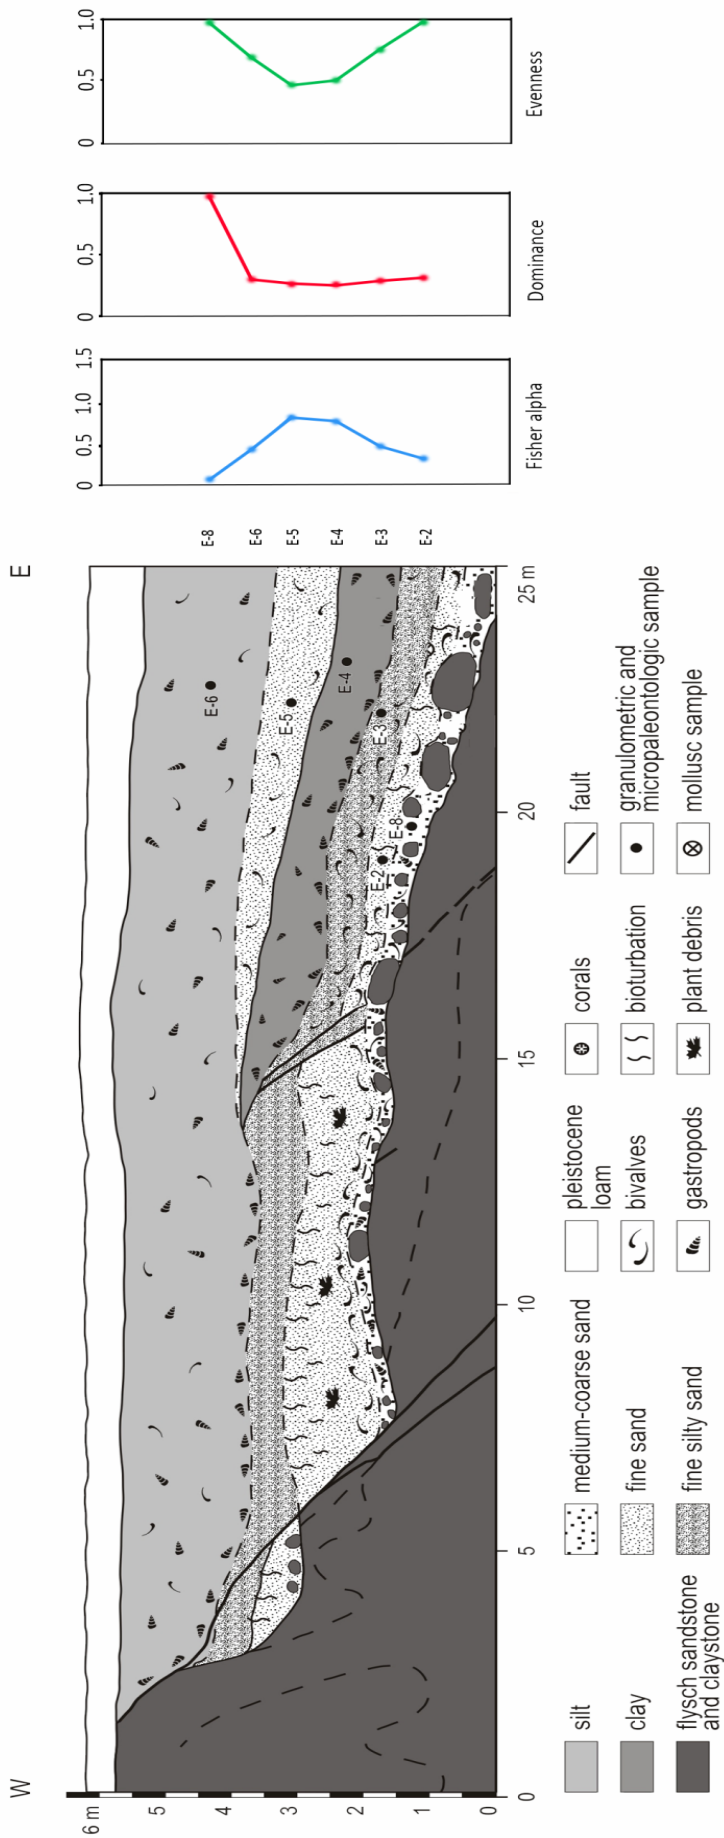 W
E
6 m
5
4
3
2
1
0
0
5
10
15
20
25 m
E-6
E-5
E-4
E-3
E-2
E-8
E-8
E-6
E-5
E-4
E-3
E-2
0
0.5
1.0
1.5
Fisher alpha
0
0.5
1.0
Dominance
0
0.5
1.0
Evenness
silt
clay
flysch sandstone
and claystone
medium-coarse sand
fine sand
fine silty sand
pleistocene
loam
bivalves
gastropods
corals
bioturbation
plant debris
fault
granulometric and
micropaleontologic sample
mollusc sample